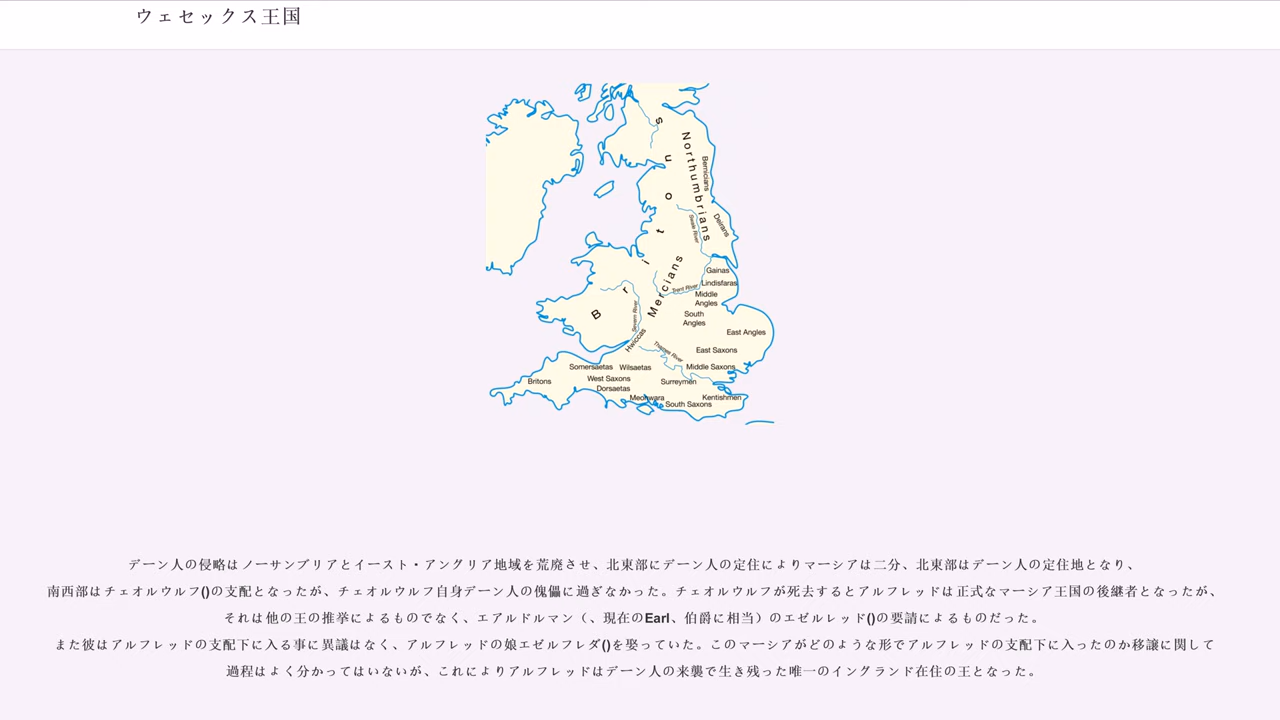 ウェセックス王国
s
u
o
t
i
r
B
Northumbrians
Bernicians
Deirans
Swale River
Mercians
Gainas
Lindisfaras
Trent River
Middle
Angles
South
Angles
Severn River
East Angles
Hwiccas
Thames River
East Saxons
Somersaetas
Wilsaetas
Middle Saxons
Britons
West Saxons
Surreymen
Dorsaetas
Meonwara
South Saxons
Kentishmen
デーン人の侵略はノーサンブリアとイースト・アングリア地域を荒廃させ、北東部にデーン人の定住によりマーシアは二分、北東部はデーン人の定住地となり、
南西部はチェオルウルフ()の支配となったが、チェオルウルフ自身デーン人の傀儡に過ぎなかった。チェオルウルフが死去するとアルフレッドは正式なマーシア王国の後継者となったが、
それは他の王の推挙によるものでなく、エアルドルマン（、現在のEarl、伯爵に相当）のエゼルレッド()の要請によるものだった。
また彼はアルフレッドの支配下に入る事に異議はなく、アルフレッドの娘エゼルフレダ()を娶っていた。このマーシアがどのような形でアルフレッドの支配下に入ったのか移譲に関して
過程はよく分かってはいないが、これによりアルフレッドはデーン人の来襲で生き残った唯一のイングランド在住の王となった。